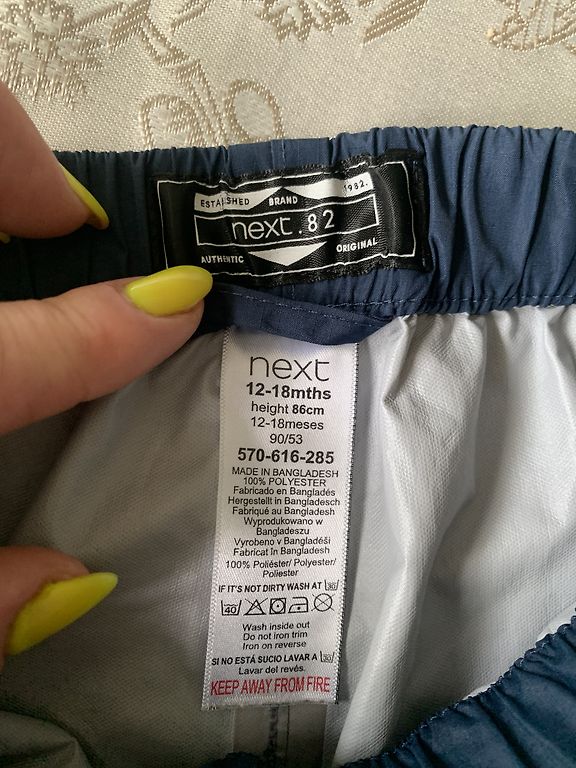 ESTABLISHED BRAND 1982.
next.82
AUTHENTIC ORIGINAL
next
12-18mths
height 86cm
12-18meses
90/53
570-616-285
MADE IN BANGLADESH
100% POLYESTER
Fabricado en Bangladés
Hergestellt in Bangladesch
Fabriqué au Bangladesh
Wyprodukowano w
Bangladeszu
Vyrobeno v Bangladéši
Fabricat în Bangladesh
100% Poliéster/ Polyester/
Poliester
IF IT'S NOT DIRTY WASH AT 30
40
Wash inside out
Do not iron trim
Iron on reverse
SI NO ESTÁ SUCIO LAVAR A 30
Lavar del revés.
KEEP AWAY FROM FIRE